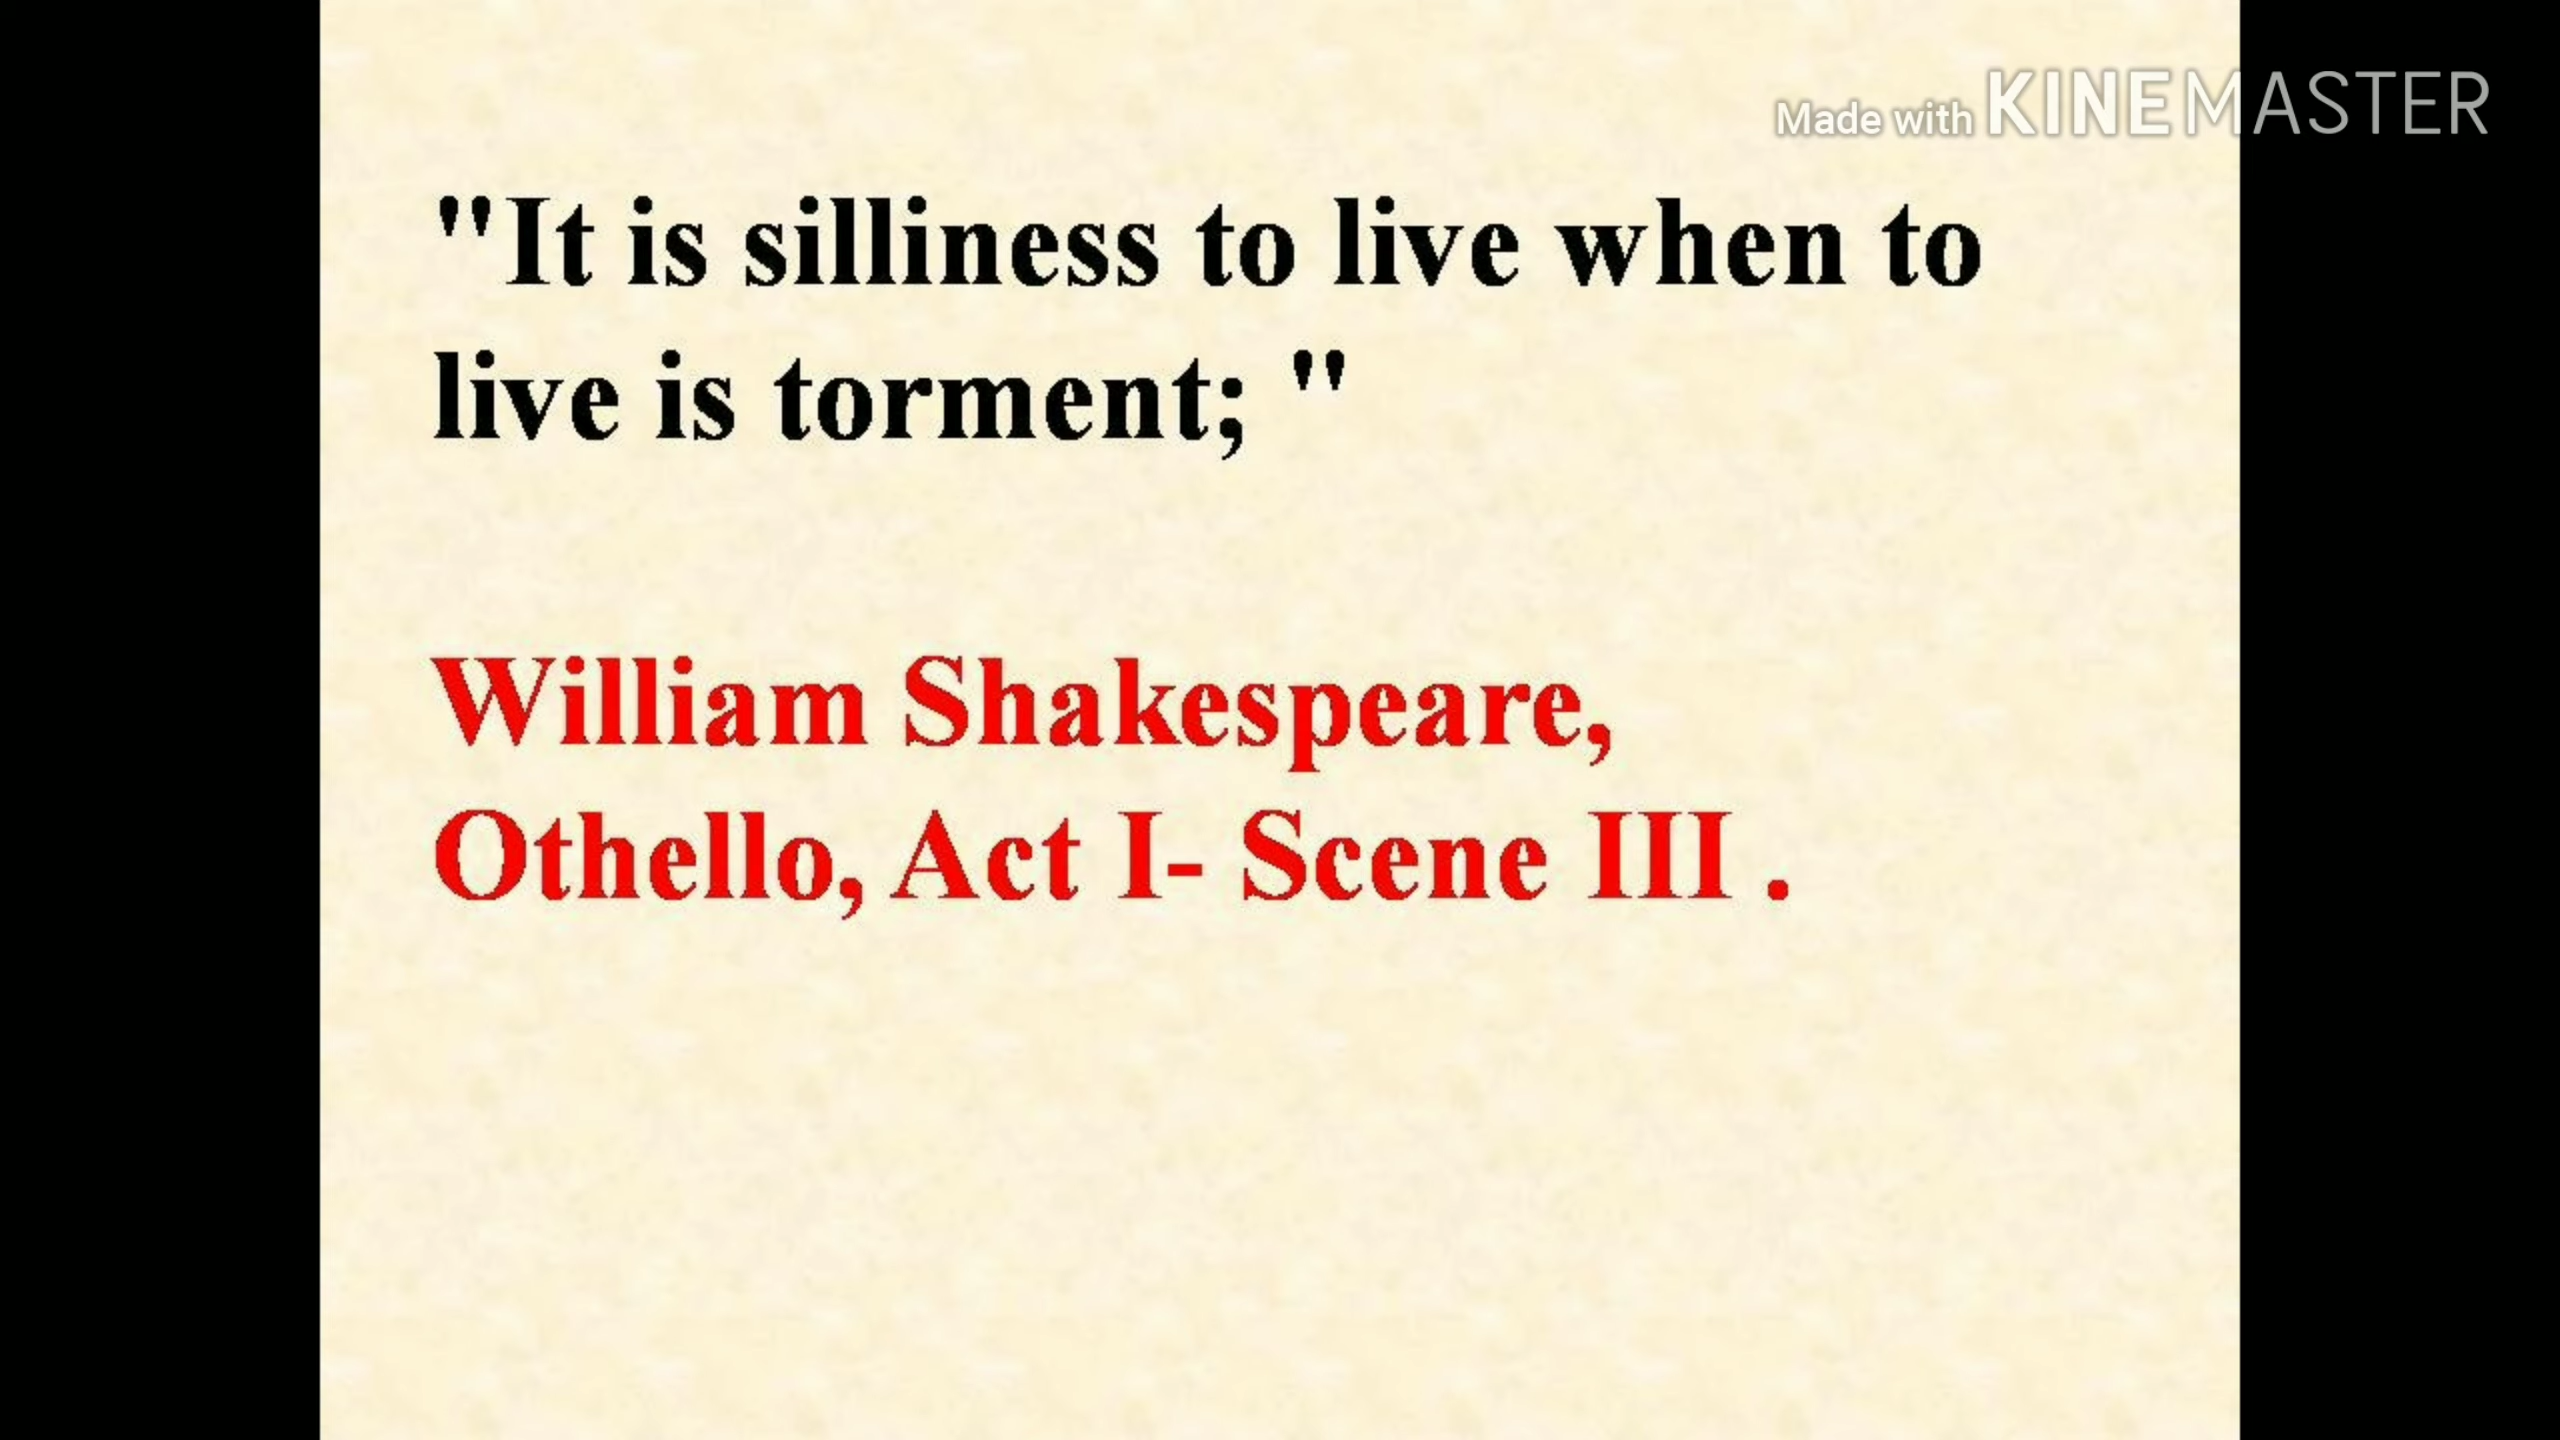 Made with KINEMASTER
"It is silliness to live when to
live is torment; "
William Shakespeare,
Othello, Act I- Scene III .